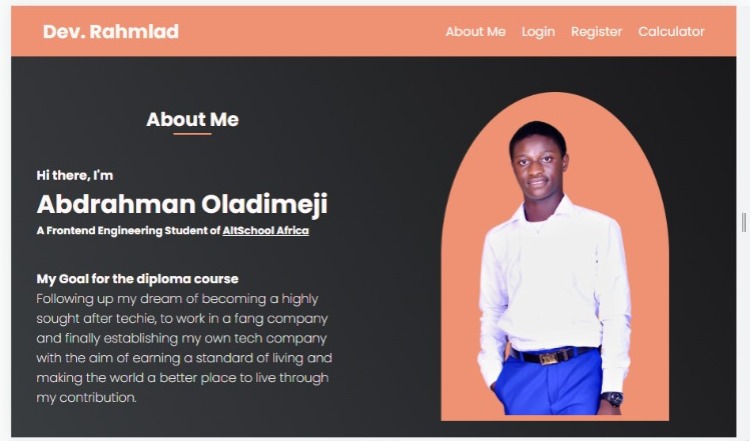 Dev. Rahmlad
About Me Login Register Calculator
About Me
Hi there, I'm
Abdrahman Oladimeji
A Frontend Engineering Student of AltSchool Africa
My Goal for the diploma course
Following up my dream of becoming a highly
sought after techie, to work in a fang company
and finally establishing my own tech company
with the aim of earning a standard of living and
making the world a better place to live through
my contribution.